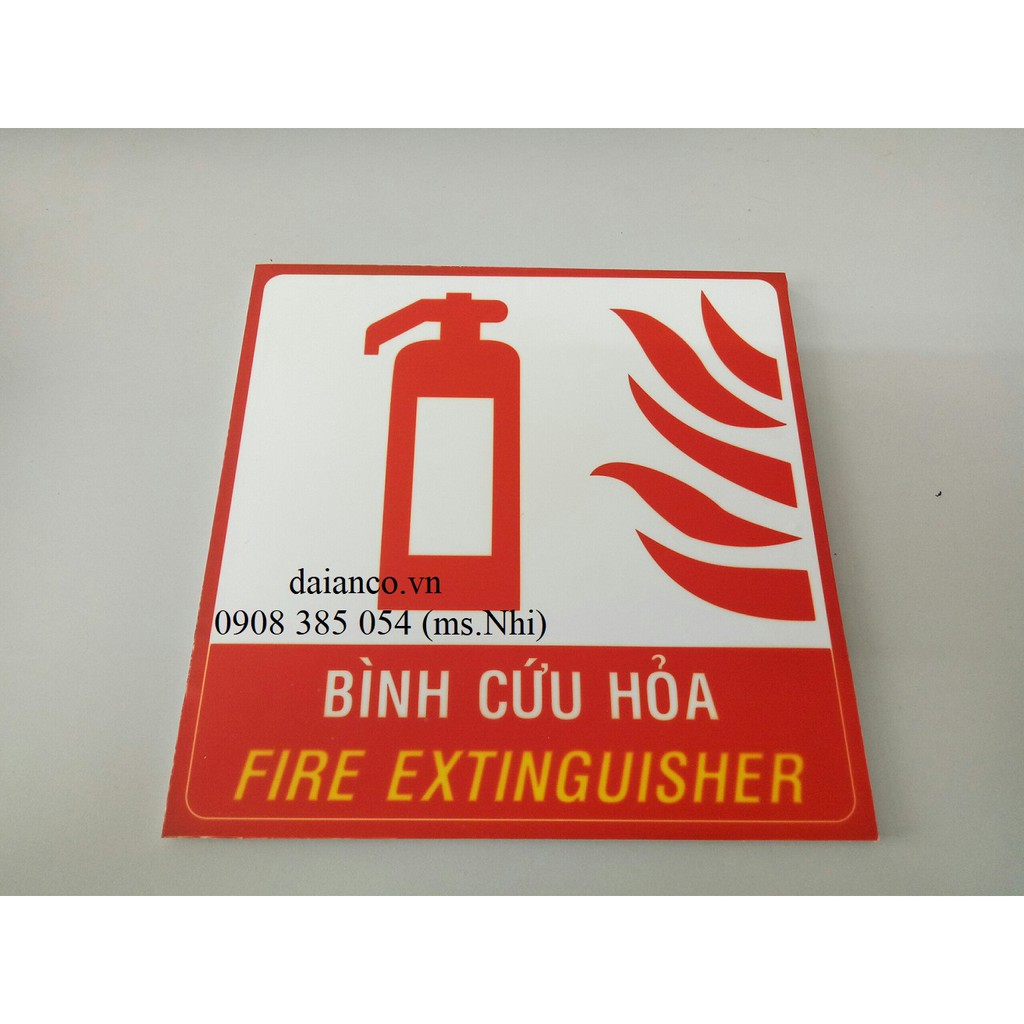 daianco.vn
0908 385 054 (ms.Nhi)
BÌNH CỨU HỎA
FIRE EXTINGUISHER